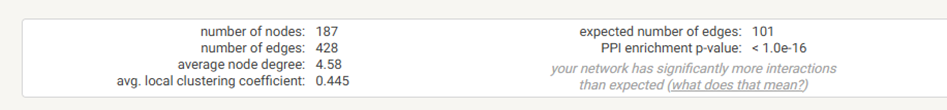 number of nodes: 187
number of edges: 428
average node degree: 4.58
avg. local clustering coefficient: 0.445
expected number of edges: 101
PPI enrichment p-value: < 1.0e-16
your network has significantly more interactions
than expected (what does that mean?)